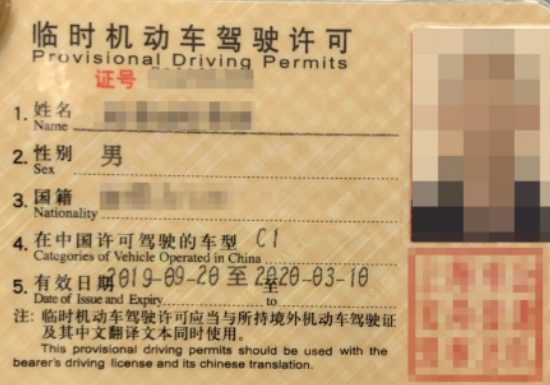 临时机动车驾驶许可
Provisional Driving Permits
证号
1. 姓名
Name
2. 性别 男
Sex
3. 国籍
Nationality
4. 在中国许可驾驶的车型 C1
Categories of Vehicle Operated in China
5. 有效日期 2019-09-20 至 2020-03-10
Date of Issue and Expiry to
注: 临时机动车驾驶许可应当与所持境外机动车驾驶证
及其中文翻译文本同时使用。
This provisional driving permits should be used with the
bearer's driving license and its chinese translation.